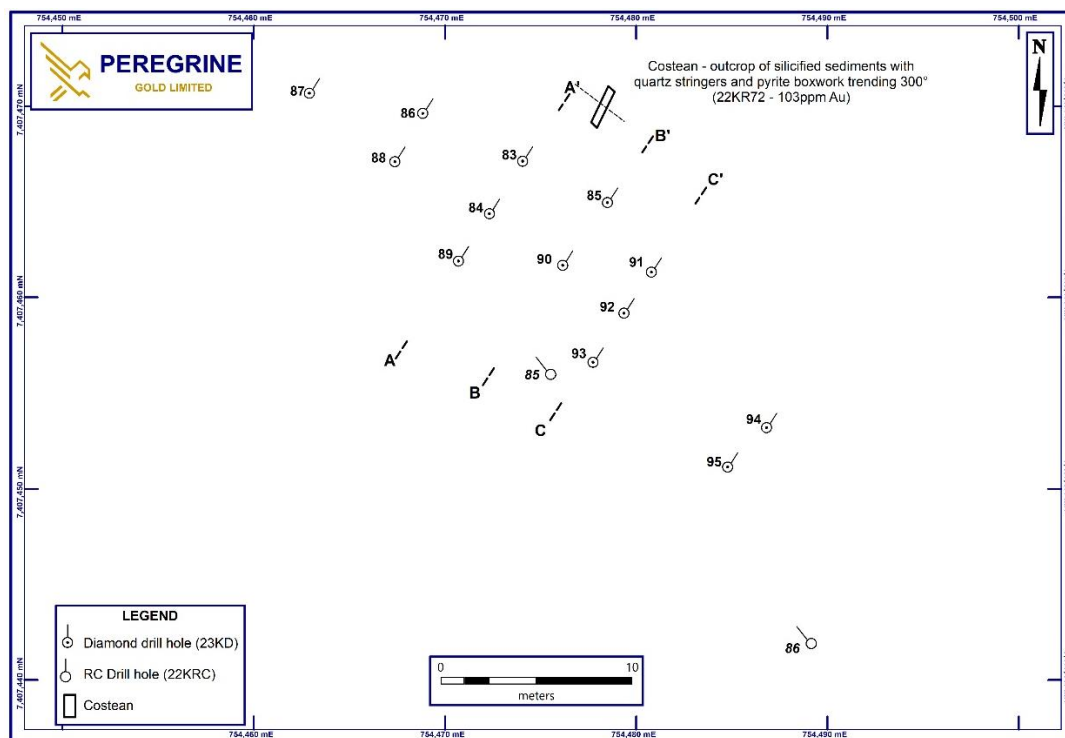 754,450 mE 754,460 mE 754,470 mE 754,480 mE 754,490 mE 754,500 mE
PEREGRINE
GOLD LIMITED
Costean - outcrop of silicified sediments with
quartz stringers and pyrite boxwork trending 300°
(22KR72 - 103ppm Au)
N
A'
87
7,407,470 mN
86
B'
88
83
C'
85
84
89
90
91
7,407,460 mN
92
A
93
85
B
C
94
95
7,407,450 mN
LEGEND
Diamond drill hole (23KD)
RC Drill hole (22KRC)
Costean
86
0 10
meters
7,407,440 mN
754,460 mE 754,470 mE 754,480 mE 754,490 mE